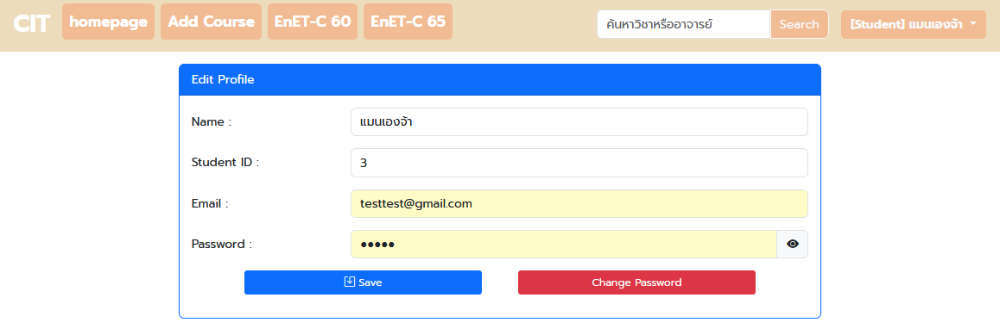 CIT homepage Add Course EnET-C 60 EnET-C 65 ค้นหาวิชาหรืออาจารย์ Search [Student] แมนเองจ้า
Edit Profile
Name : แมนเองจ้า
Student ID : 3
Email : testtest@gmail.com
Password : •••••
Save Change Password